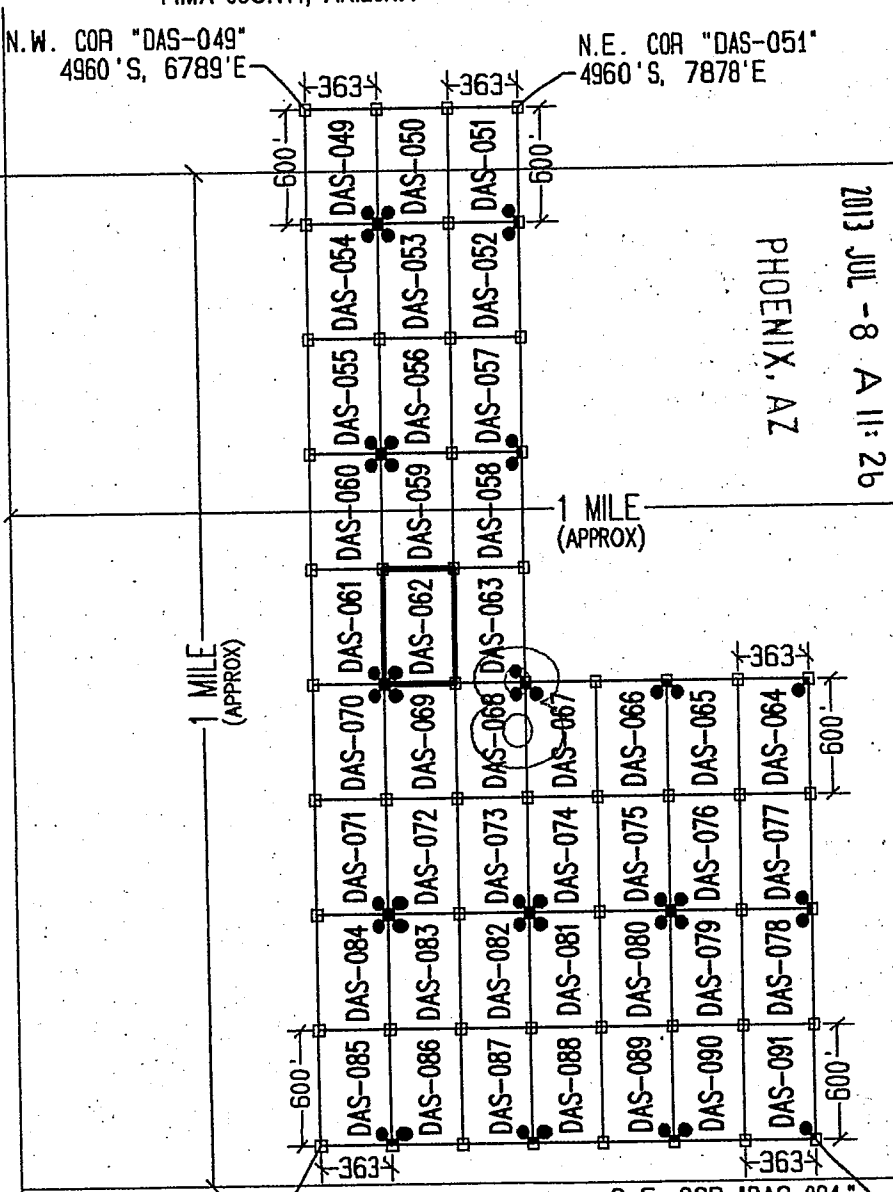 N.W. COR "DAS-049"
4960'S, 6789'E
N.E. COR "DAS-051"
4960'S, 7878'E
363
363
600'
DAS-049
DAS-050
DAS-051
600'
2013 JUL -8 A 11: 26
PHOENIX, AZ
DAS-054
DAS-053
DAS-052
DAS-055
DAS-056
DAS-057
DAS-060
DAS-059
DAS-058
1 MILE
(APPROX)
DAS-061
DAS-062
DAS-063
1 MILE
(APPROX)
363
DAS-070
DAS-069
DAS-068
DAS-067
DAS-066
DAS-065
DAS-064
600'
DAS-071
DAS-072
DAS-073
DAS-074
DAS-075
DAS-076
DAS-077
DAS-084
DAS-083
DAS-082
DAS-081
DAS-080
DAS-079
DAS-078
600'
DAS-085
DAS-086
DAS-087
DAS-088
DAS-089
DAS-090
DAS-091
600'
363
363